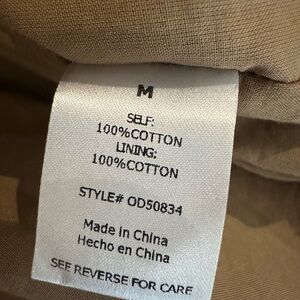 M
SELF:
100%COTTON
LINING:
100%COTTON
STYLE# OD50834
Made in China
Hecho en China
SEE REVERSE FOR CARE